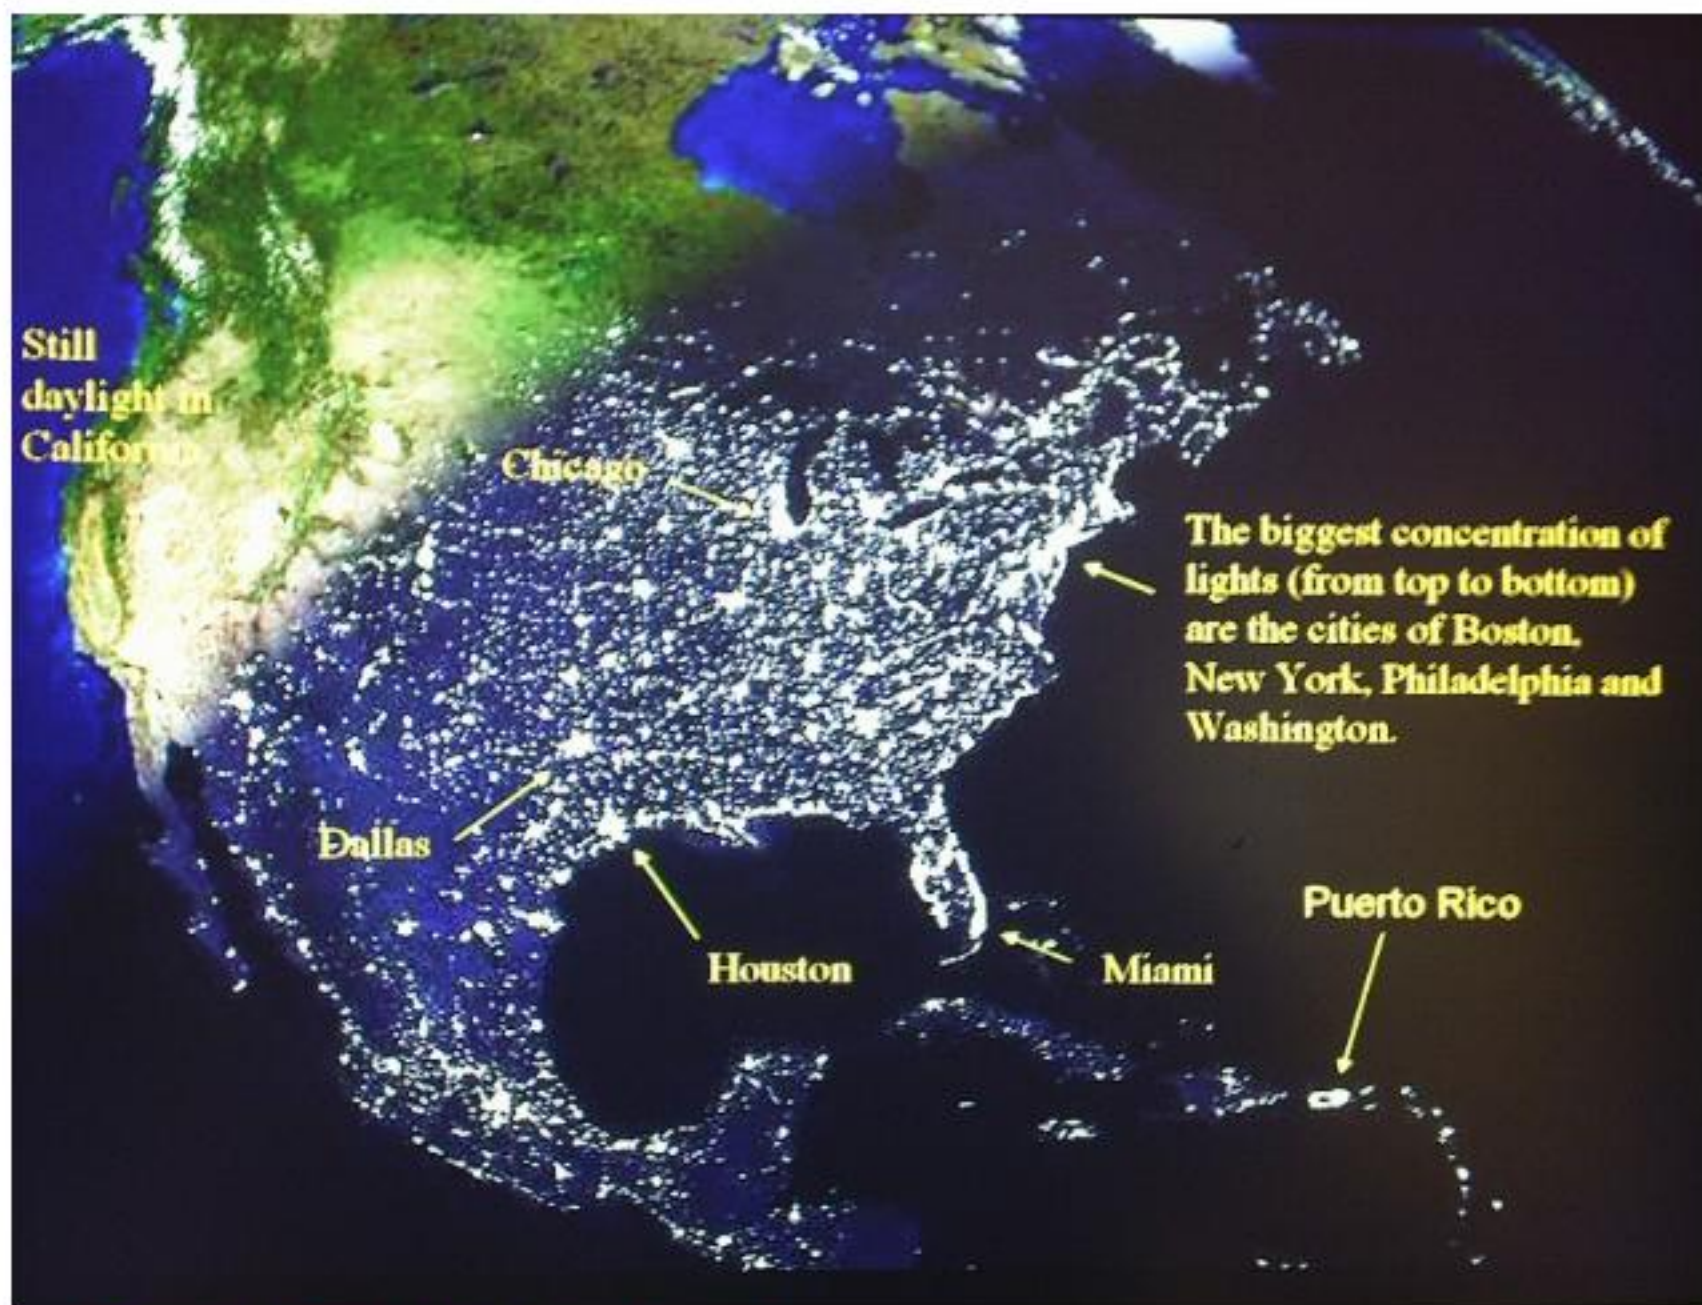 Still
daylight in
California
Chicago
The biggest concentration of
lights (from top to bottom)
are the cities of Boston,
New York, Philadelphia and
Washington.
Dallas
Puerto Rico
Houston
Miami